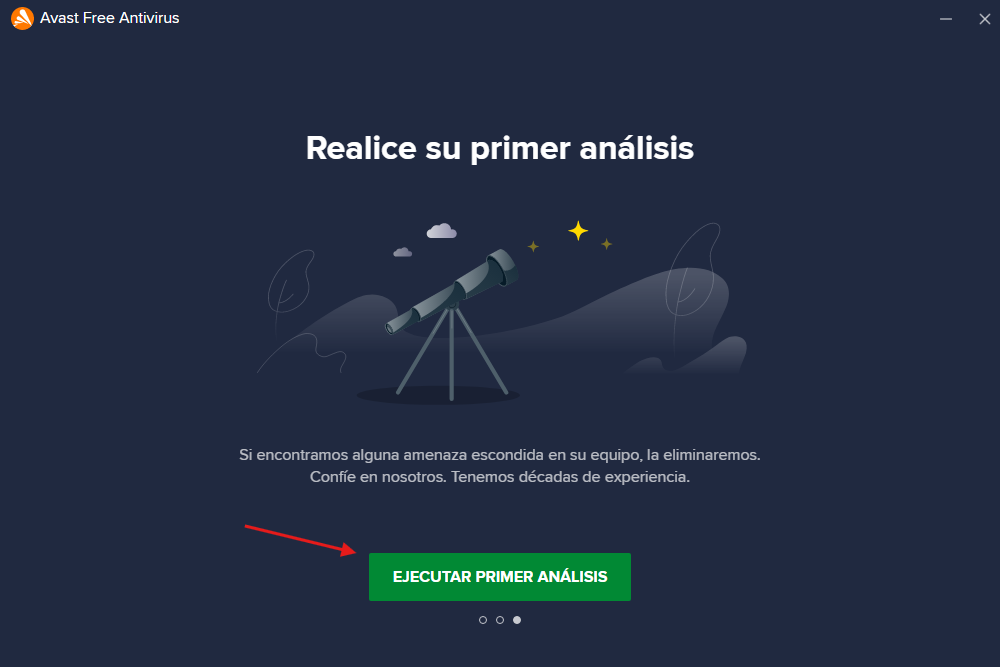 Avast Free Antivirus
Realice su primer análisis
Si encontramos alguna amenaza escondida en su equipo, la eliminaremos.
Confíe en nosotros. Tenemos décadas de experiencia.
EJECUTAR PRIMER ANÁLISIS